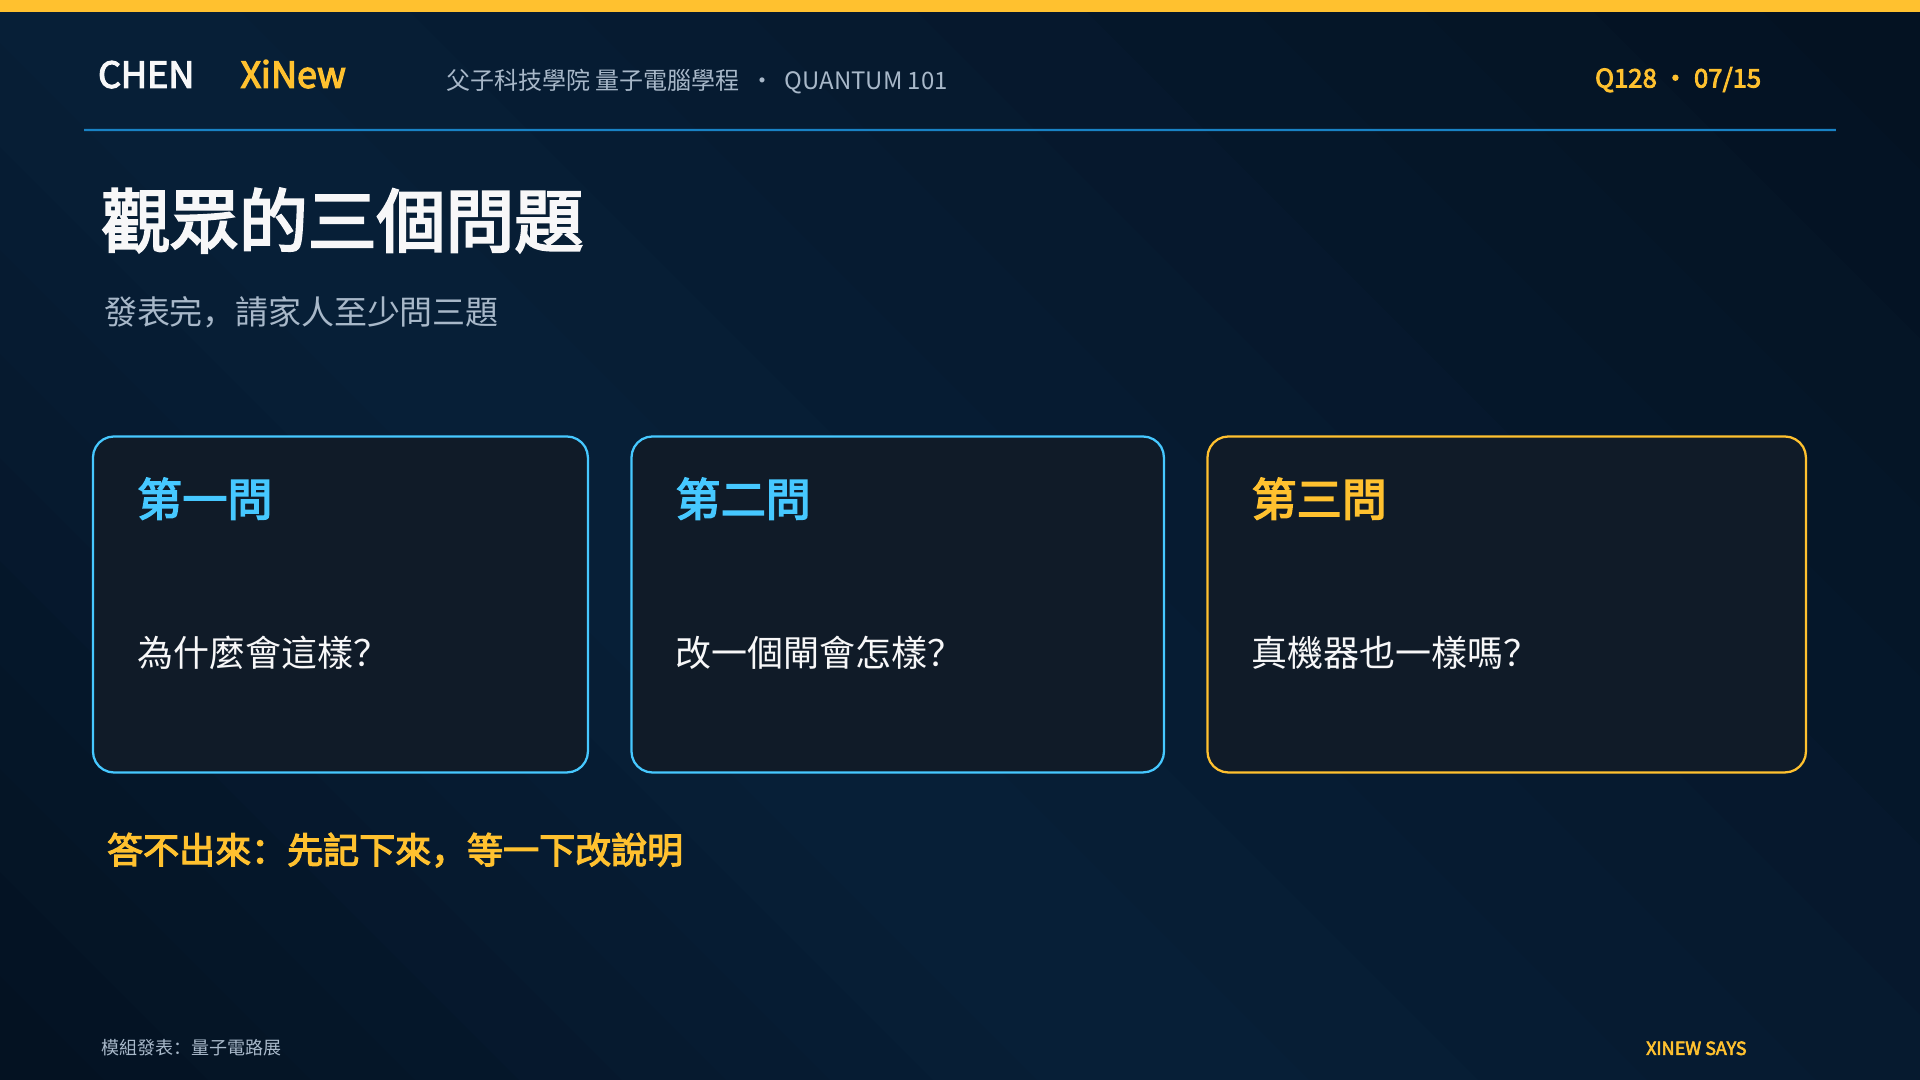 CHEN XiNew 父子科技學院 量子電腦學程 · QUANTUM 101 Q128 · 07/15
觀眾的三個問題
發表完，請家人至少問三題
第一問
為什麼會這樣？
第二問
改一個閘會怎樣？
第三問
真機器也一樣嗎？
答不出來：先記下來，等一下改說明
模組發表：量子電路展
XINEW SAYS